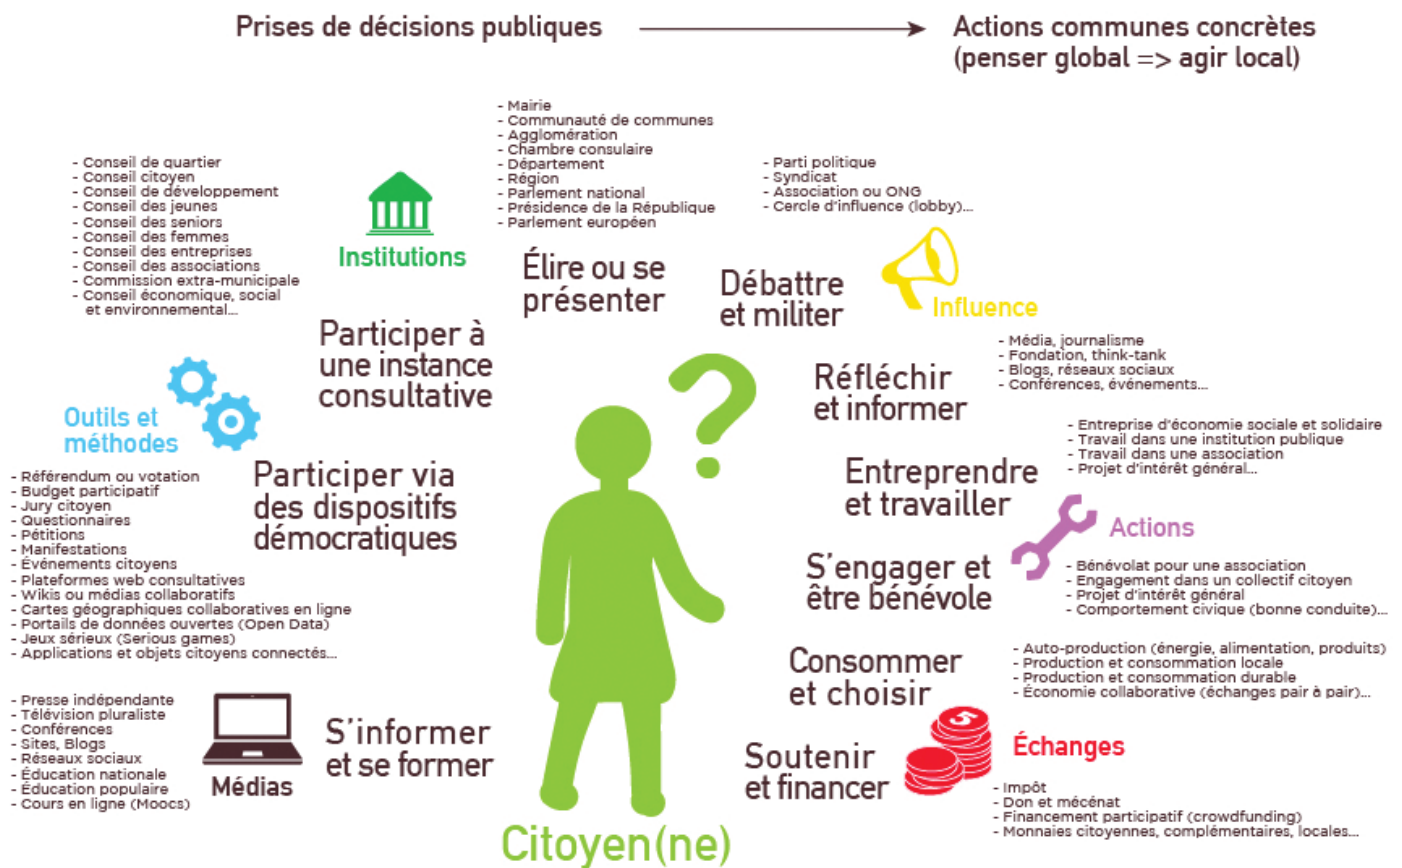 Prises de décisions publiques
Actions communes concrètes
(penser global => agir local)
- Mairie
- Communauté de communes
- Agglomération
- Chambre consulaire
- Département
- Région
- Parlement national
- Présidence de la République
- Parlement européen
Élire ou se
présenter
- Conseil de quartier
- Conseil citoyen
- Conseil de développement
- Conseil des jeunes
- Conseil des seniors
- Conseil des femmes
- Conseil des entreprises
- Conseil des associations
- Commission extra-municipale
- Conseil économique, social
et environnemental...
Institutions
Participer à
une instance
consultative
- Parti politique
- Syndicat
- Association ou ONG
- Cercle d'influence (lobby)...
Débattre
et militer
Influence
- Média, journalisme
- Fondation, think-tank
- Blogs, réseaux sociaux
- Conférences, événements...
Réfléchir
et informer
Outils et
méthodes
- Référendum ou votation
- Budget participatif
- Jury citoyen
- Questionnaires
- Pétitions
- Manifestations
- Événements citoyens
- Plateformes web consultatives
- Wikis ou médias collaboratifs
- Cartes géographiques collaboratives en ligne
- Portails de données ouvertes (Open Data)
- Jeux sérieux (Serious games)
- Applications et objets citoyens connectés...
Participer via
des dispositifs
démocratiques
- Entreprise d'économie sociale et solidaire
- Travail dans une institution publique
- Travail dans une association
- Projet d'intérêt général...
Entreprendre
et travailler
Actions
S'engager et
être bénévole
- Bénévolat pour une association
- Engagement dans un collectif citoyen
- Projet d'intérêt général
- Comportement civique (bonne conduite)...
Consommer
et choisir
- Auto-production (énergie, alimentation, produits)
- Production et consommation locale
- Production et consommation durable
- Économie collaborative (échanges pair à pair)...
- Presse indépendante
- Télévision pluraliste
- Conférences
- Sites, Blogs
- Réseaux sociaux
- Éducation nationale
- Éducation populaire
- Cours en ligne (Moocs)
Médias
S'informer
et se former
Soutenir
et financer
5
Échanges
- Impôt
- Don et mécénat
- Financement participatif (crowdfunding)
- Monnaies citoyennes, complémentaires, locales...
Citoyen(ne)